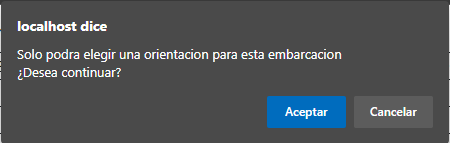 localhost dice
Solo podra elegir una orientacion para esta embarcacion
¿Desea continuar?
Aceptar
Cancelar